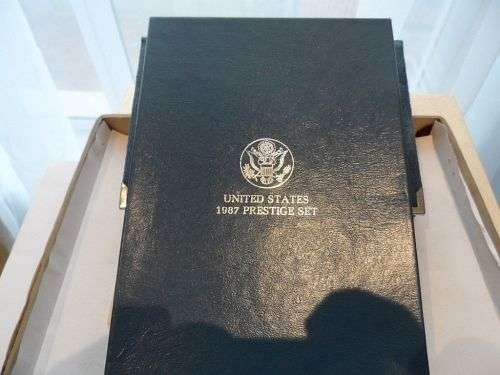 UNITED STATES
1987 PRESTIGE SET